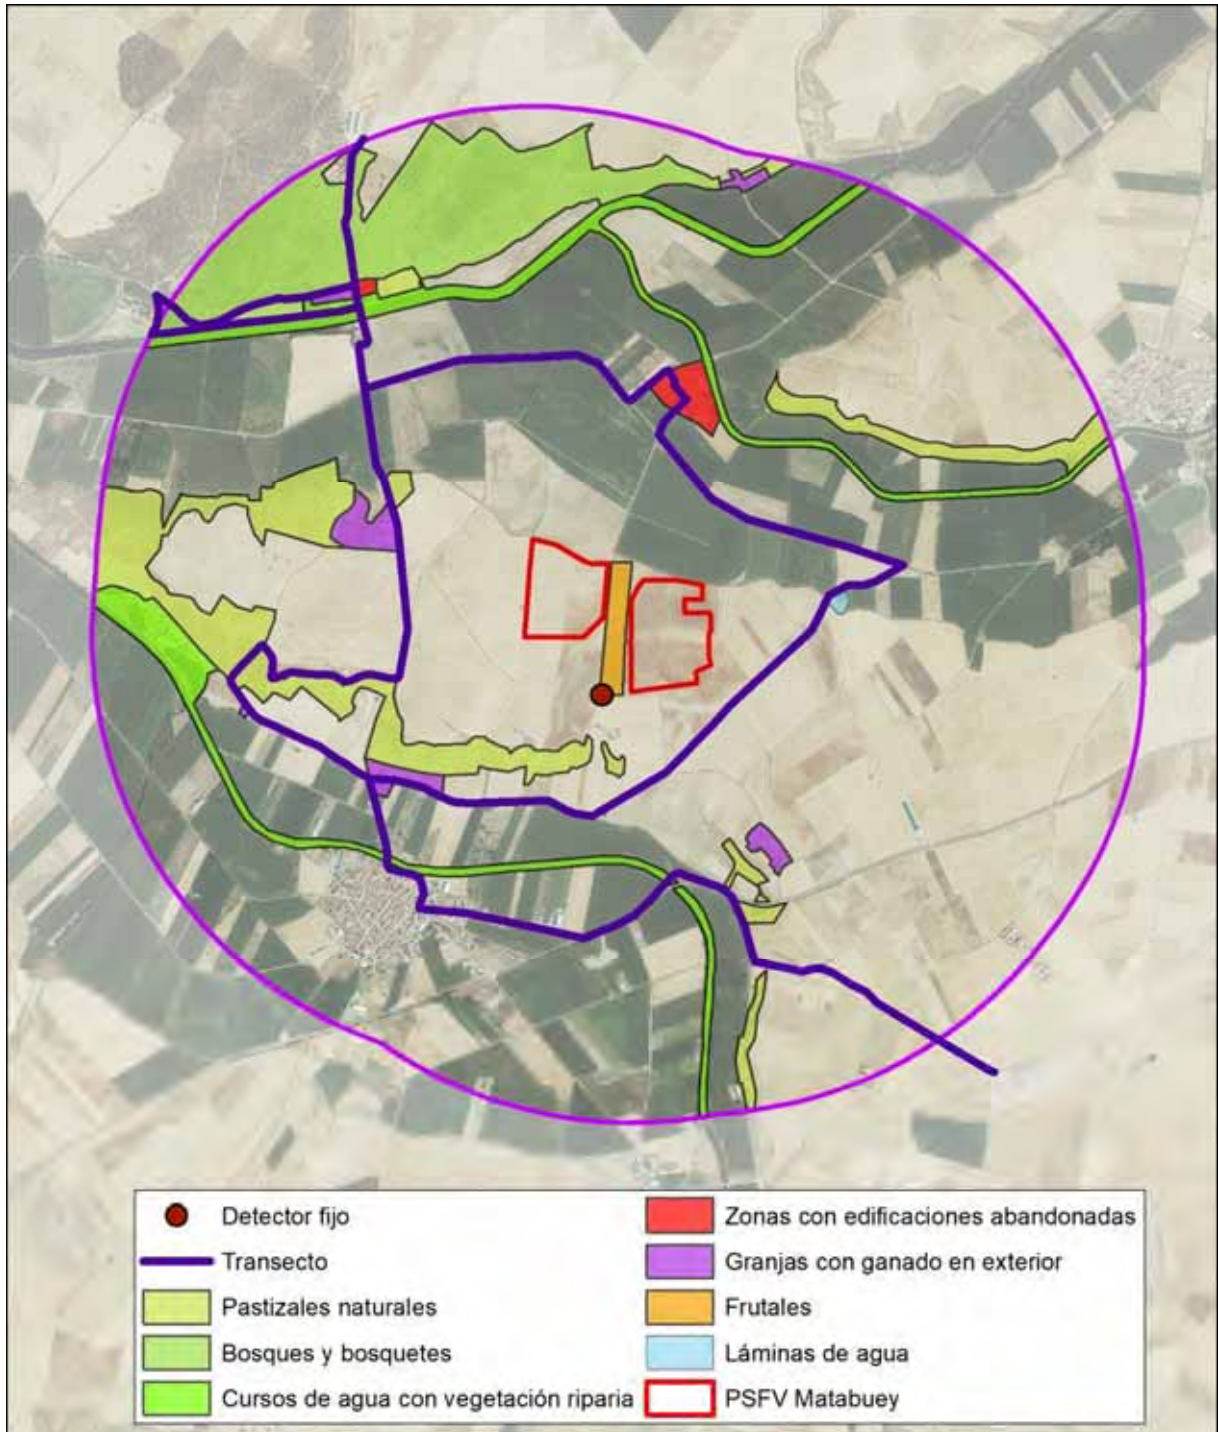 Detector fijo
Transecto
Pastizales naturales
Bosques y bosquetes
Cursos de agua con vegetación riparia
Zonas con edificaciones abandonadas
Granjas con ganado en exterior
Frutales
Láminas de agua
PSFV Matabuey